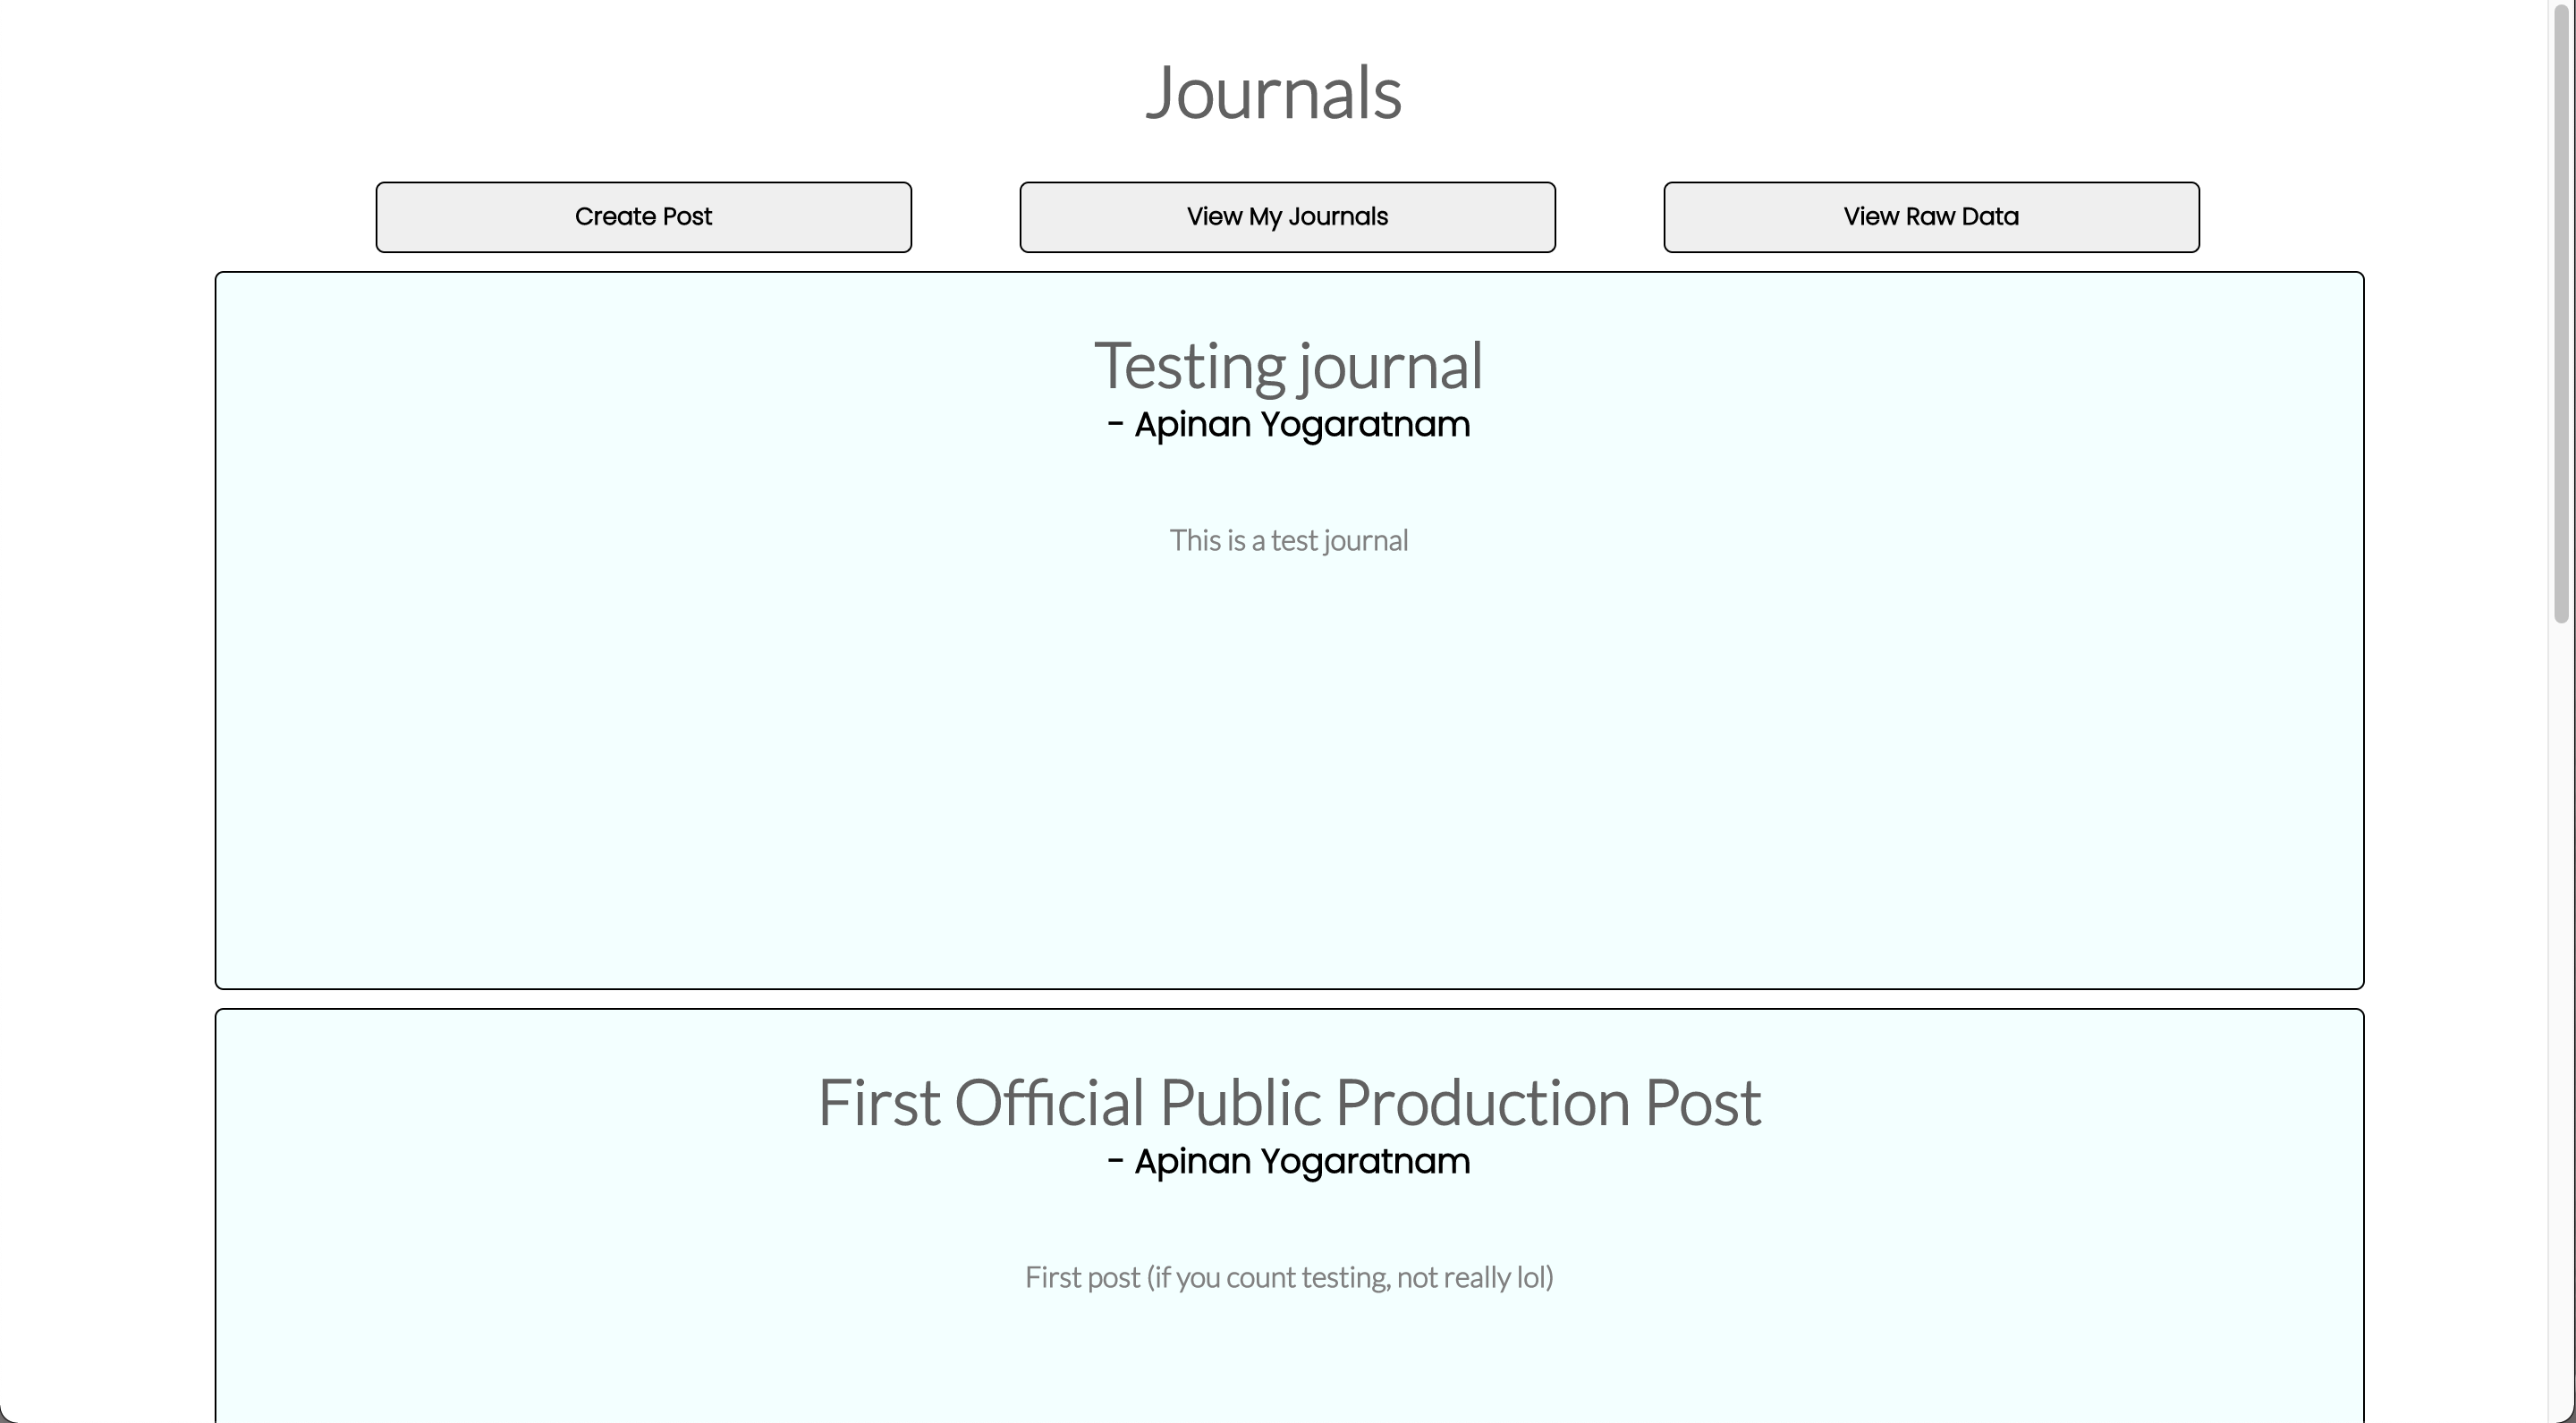 Journals
Create Post
View My Journals
View Raw Data
Testing journal
- Apinan Yogaratnam
This is a test journal
First Official Public Production Post
- Apinan Yogaratnam
First post (if you count testing, not really lol)